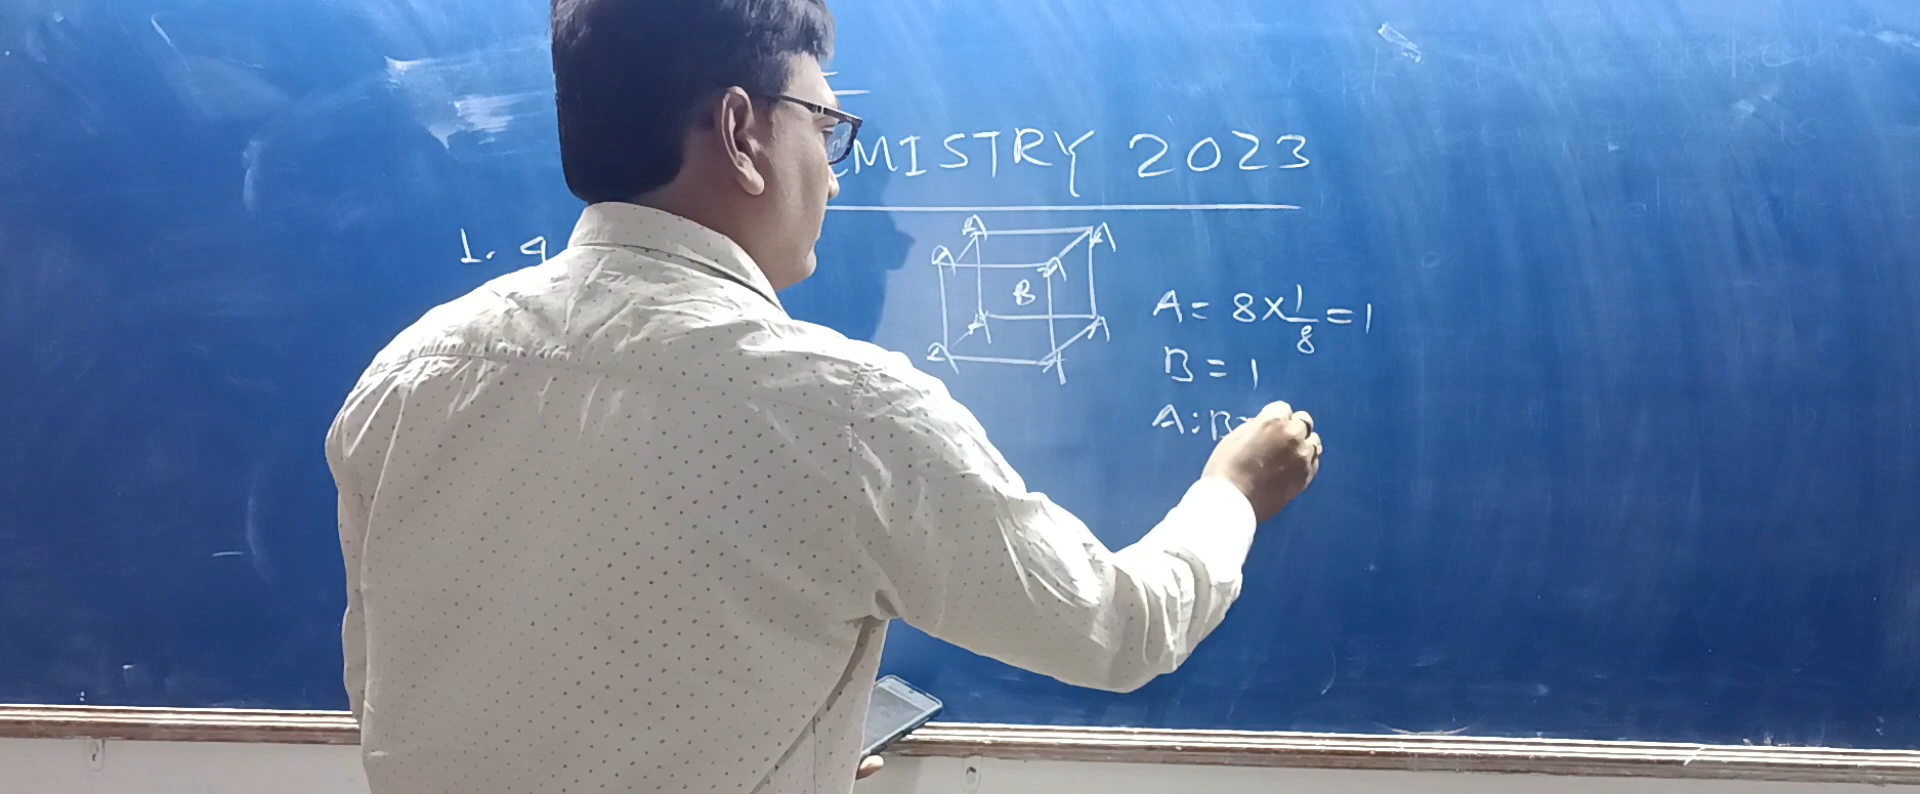 MISTRY 2023
1. a
A A
A A
B
A A
A A
A = 8 × 1/8 = 1
B = 1
A : B =